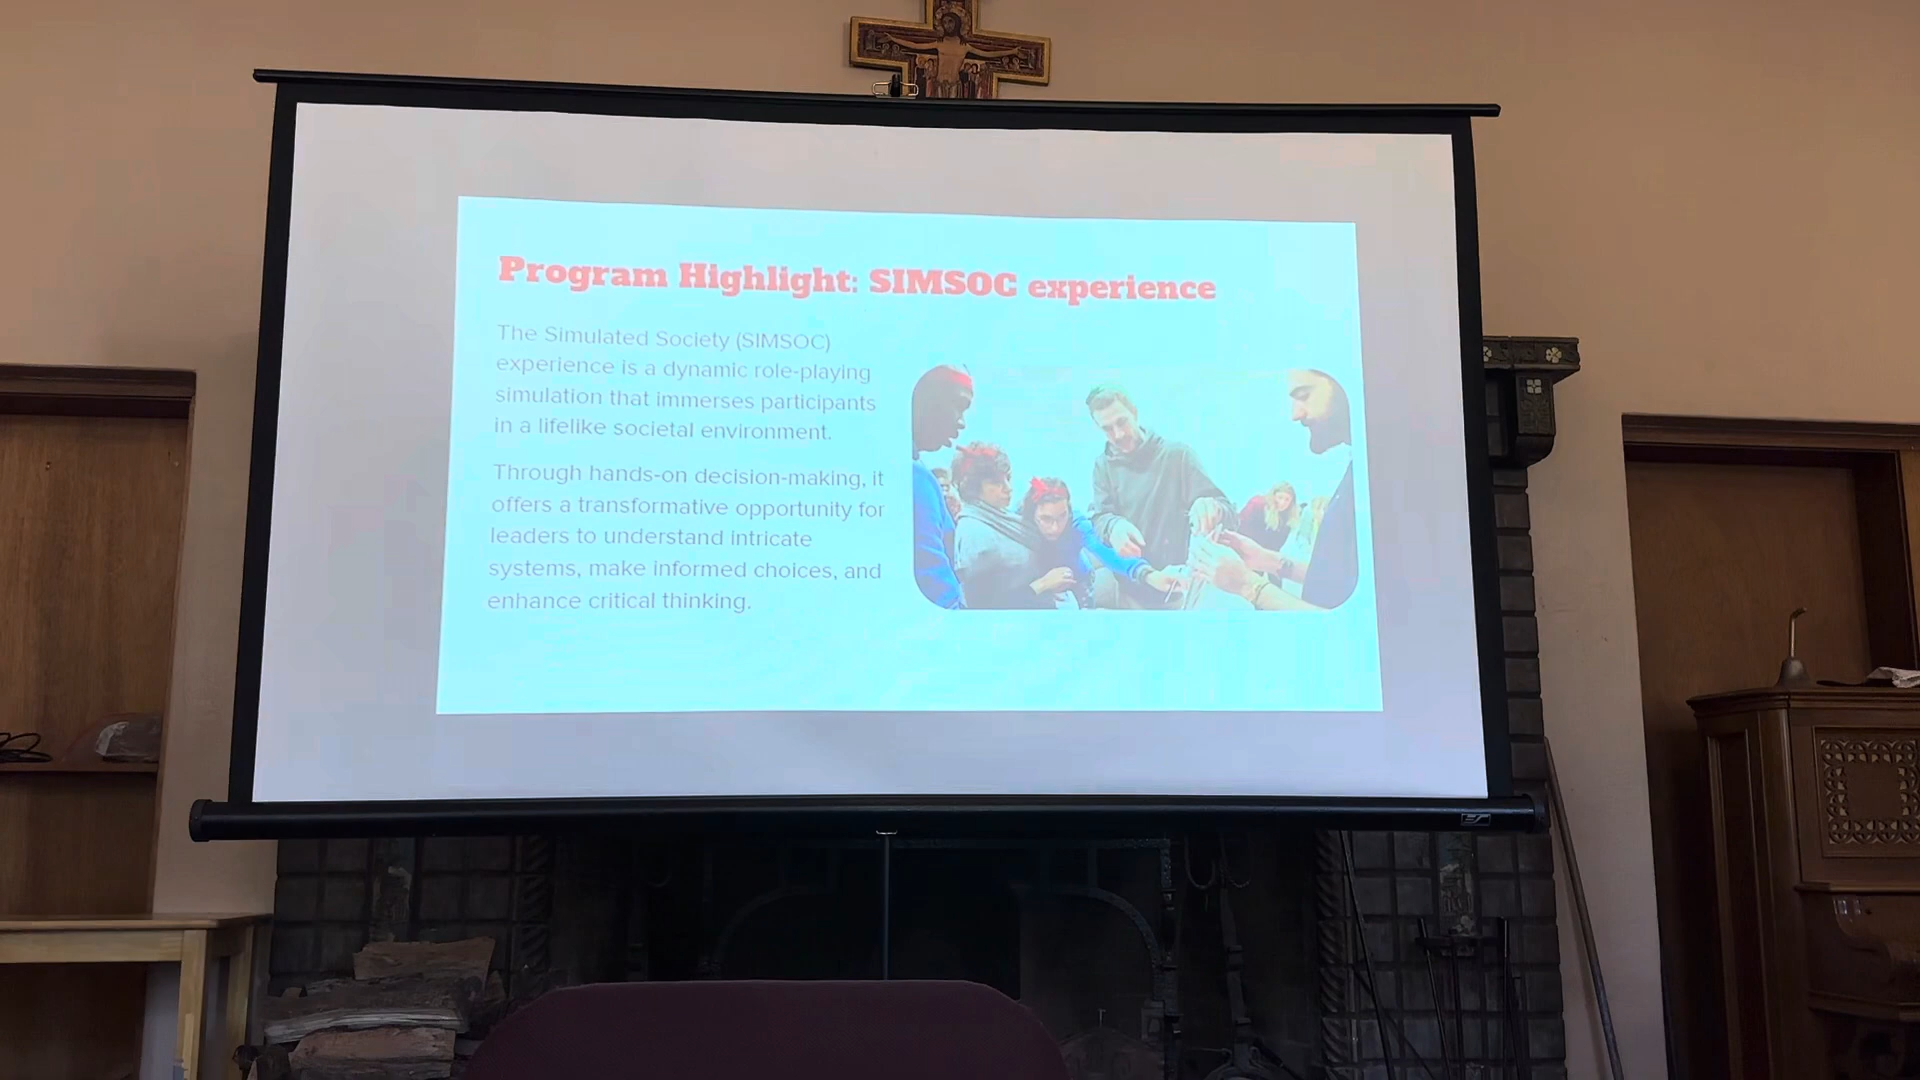 Program Highlight: SIMSOC experience
The Simulated Society (SIMSOC)
experience is a dynamic role-playing
simulation that immerses participants
in a lifelike societal environment.
Through hands-on decision-making, it
offers a transformative opportunity for
leaders to understand intricate
systems, make informed choices, and
enhance critical thinking.